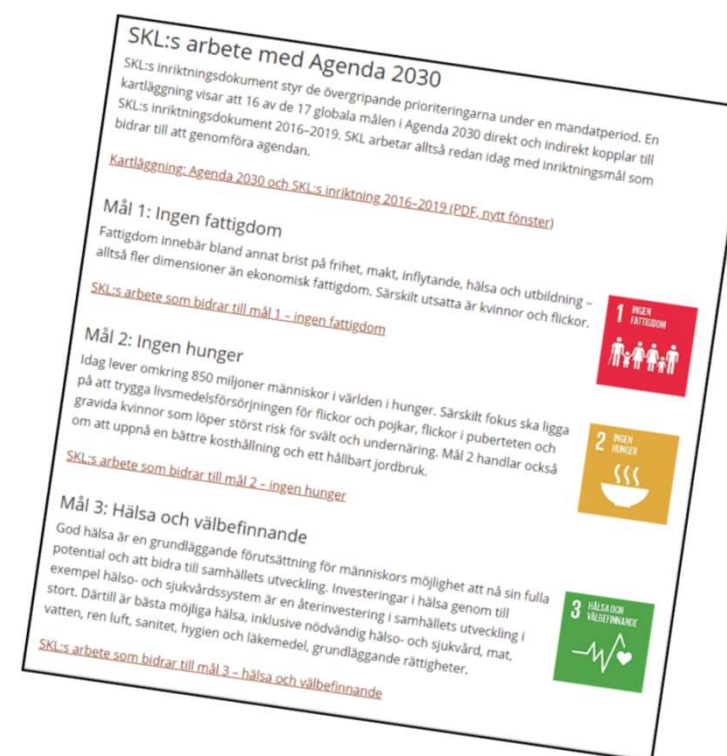 SKL:s arbete med Agenda 2030
SKL:s inriktningsdokument styr de övergripande prioriteringarna under en mandatperiod. En
kartläggning visar att 16 av de 17 globala målen i Agenda 2030 direkt och indirekt kopplar till
SKL:s inriktningsdokument 2016–2019. SKL arbetar alltså redan idag med inriktningsmål som
bidrar till att genomföra agendan.
Kartläggning: Agenda 2030 och SKL:s inriktning 2016–2019 (PDF, nytt fönster)
Mål 1: Ingen fattigdom
Fattigdom innebär bland annat brist på frihet, makt, inflytande, hälsa och utbildning –
alltså fler dimensioner än ekonomisk fattigdom. Särskilt utsatta är kvinnor och flickor.
1 INGEN
FATTIGDOM
SKL:s arbete som bidrar till mål 1 – ingen fattigdom
Mål 2: Ingen hunger
Idag lever omkring 850 miljoner människor i världen i hunger. Särskilt fokus ska ligga
på att trygga livsmedelsförsörjningen för flickor och pojkar, flickor i puberteten och
gravida kvinnor som löper störst risk för svält och undernäring. Mål 2 handlar också
om att uppnå en bättre kosthållning och ett hållbart jordbruk.
2 INGEN
HUNGER
SKL:s arbete som bidrar till mål 2 – ingen hunger
Mål 3: Hälsa och välbefinnande
God hälsa är en grundläggande förutsättning för människors möjlighet att nå sin fulla
potential och att bidra till samhällets utveckling. Investeringar i hälsa genom till
exempel hälso- och sjukvårdssystem är en återinvestering i samhällets utveckling i
stort. Därtill är bästa möjliga hälsa, inklusive nödvändig hälso- och sjukvård, mat,
vatten, ren luft, sanitet, hygien och läkemedel, grundläggande rättigheter.
3 HÄLSA OCH
VÄLBEFINNANDE
SKL:s arbete som bidrar till mål 3 – hälsa och välbefinnande